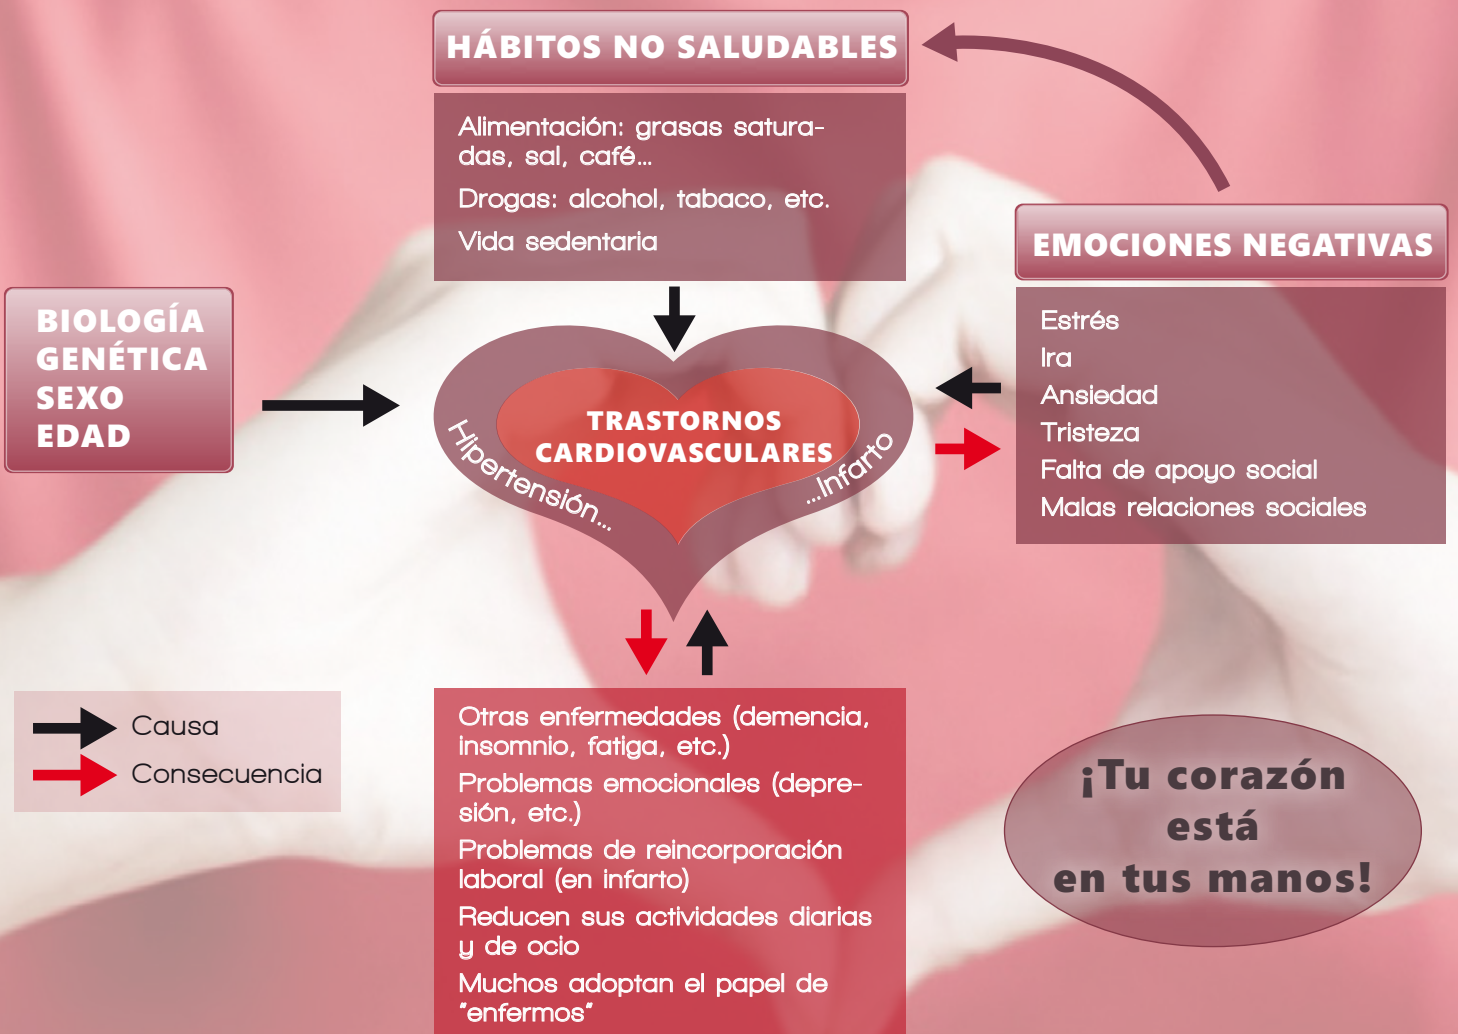 HÁBITOS NO SALUDABLES
Alimentación: grasas satura-
das, sal, café...
Drogas: alcohol, tabaco, etc.
Vida sedentaria
EMOCIONES NEGATIVAS
Estrés
Ira
Ansiedad
Tristeza
Falta de apoyo social
Malas relaciones sociales
BIOLOGÍA
GENÉTICA
SEXO
EDAD
TRASTORNOS
CARDIOVASCULARES
Hipertensión...
...Infarto
Causa
Consecuencia
Otras enfermedades (demencia,
insomnio, fatiga, etc.)
Problemas emocionales (depre-
sión, etc.)
Problemas de reincorporación
laboral (en infarto)
Reducen sus actividades diarias
y de ocio
Muchos adoptan el papel de
"enfermos"
¡Tu corazón
está
en tus manos!